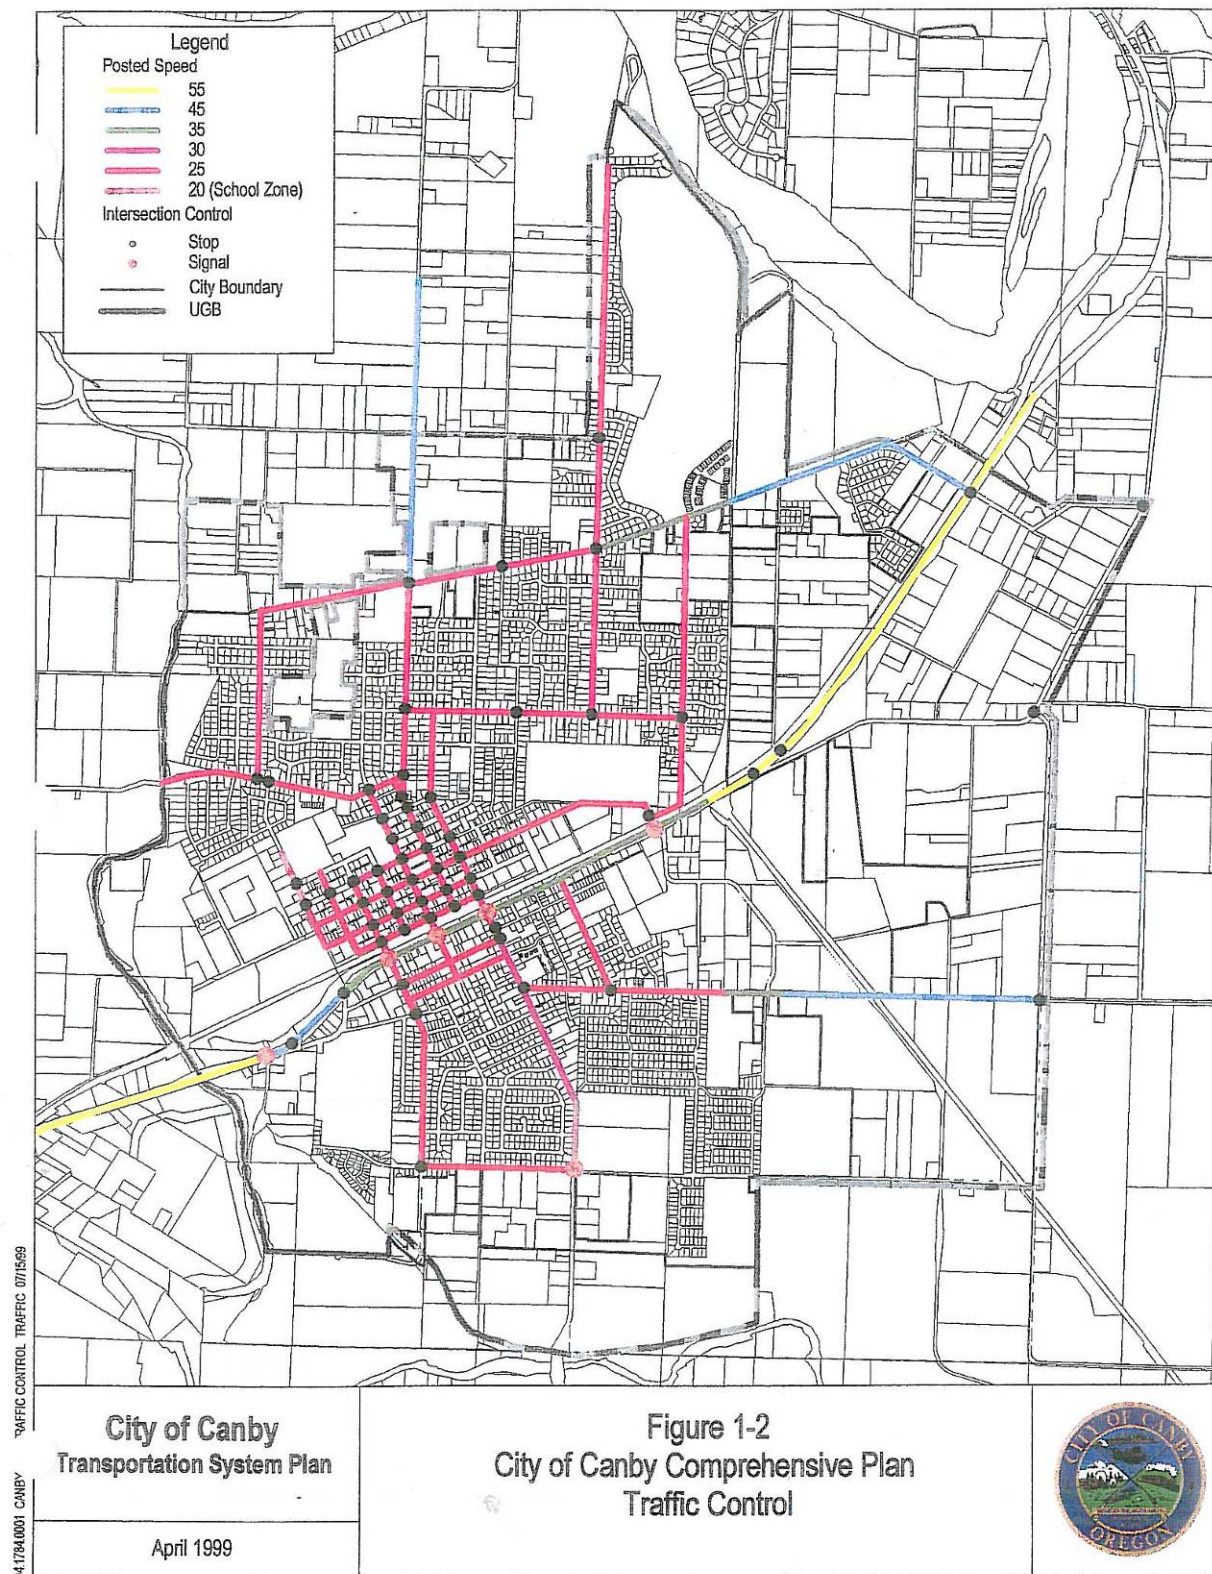 Legend
Posted Speed
55
45
35
30
25
20 (School Zone)
Intersection Control
Stop
Signal
City Boundary
UGB
RAFFIC CONTROL TRAFFIC 07/15/99
4.1784.0001 CANBY
City of Canby
Transportation System Plan
April 1999
Figure 1-2
City of Canby Comprehensive Plan
Traffic Control
CITY OF CANBY
OREGON